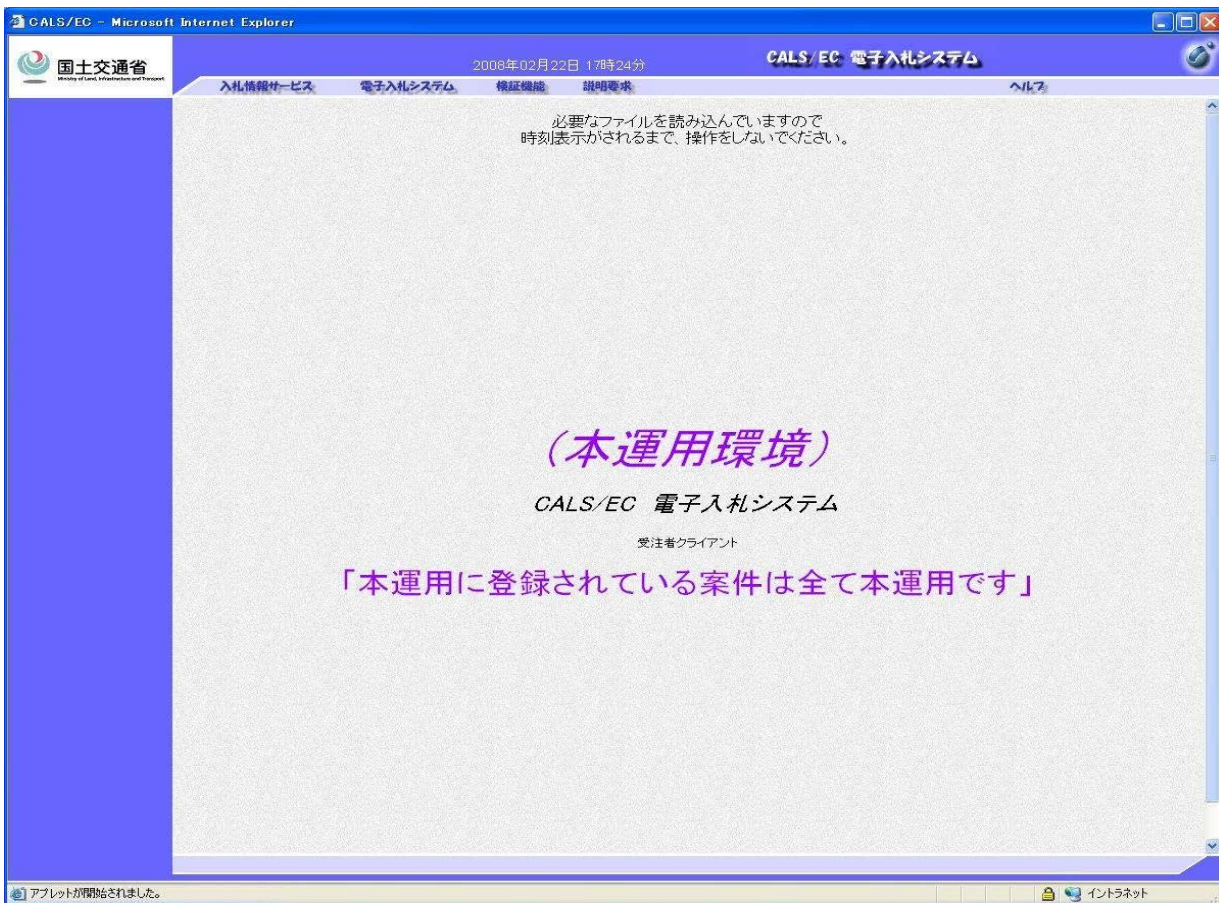 CALS/EC - Microsoft Internet Explorer
国土交通省
Ministry of Land, Infrastructure and Transport
2008年02月22日 17時24分
CALS/EC 電子入札システム
入札情報サービス 電子入札システム 検証機能 説明要求 ヘルプ
必要なファイルを読み込んでいますので
時刻表示がされるまで、操作をしないでください。
(本運用環境)
CALS/EC 電子入札システム
受注者クライアント
「本運用に登録されている案件は全て本運用です」
アプレットが開始されました。
イントラネット